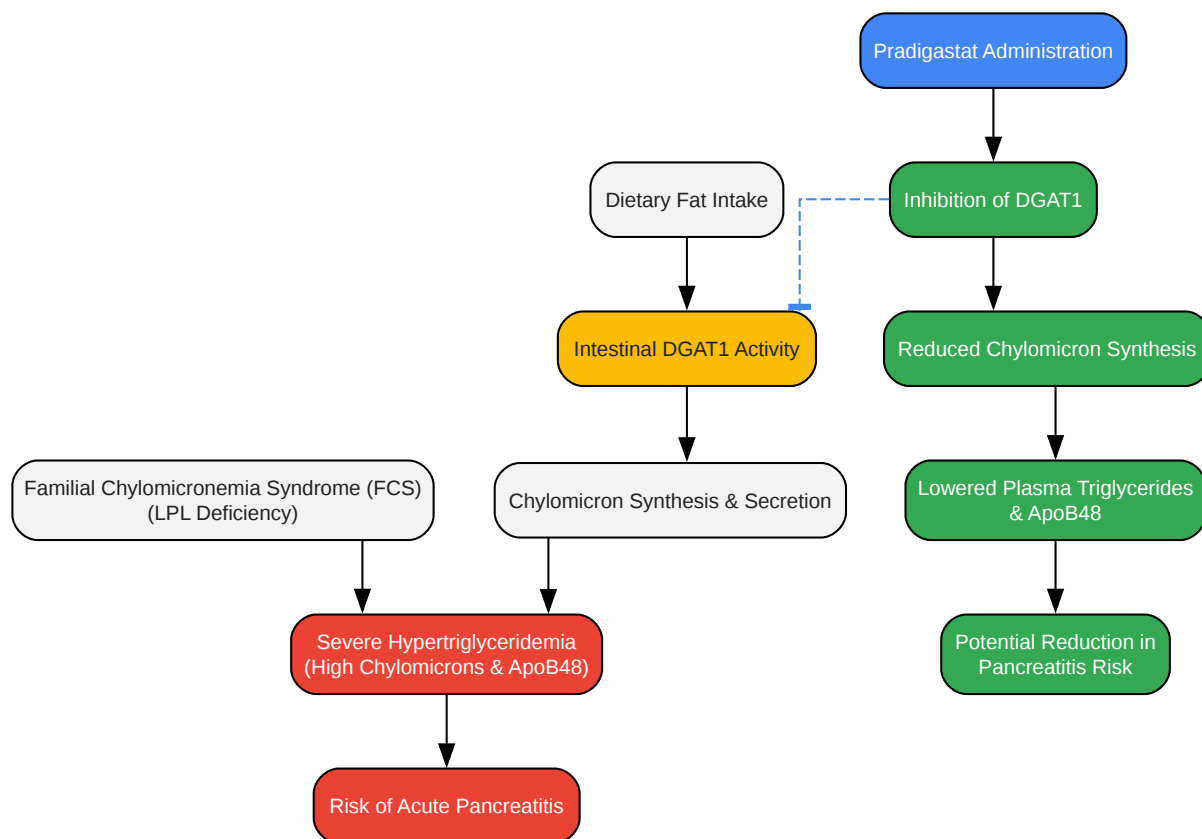 Pradigastat Administration
Dietary Fat Intake
Inhibition of DGAT1
Intestinal DGAT1 Activity
Reduced Chylomicron Synthesis
Familial Chylomicronemia Syndrome (FCS)
(LPL Deficiency)
Chylomicron Synthesis & Secretion
Lowered Plasma Triglycerides
& ApoB48
Severe Hypertriglyceridemia
(High Chylomicrons & ApoB48)
Potential Reduction in
Pancreatitis Risk
Risk of Acute Pancreatitis